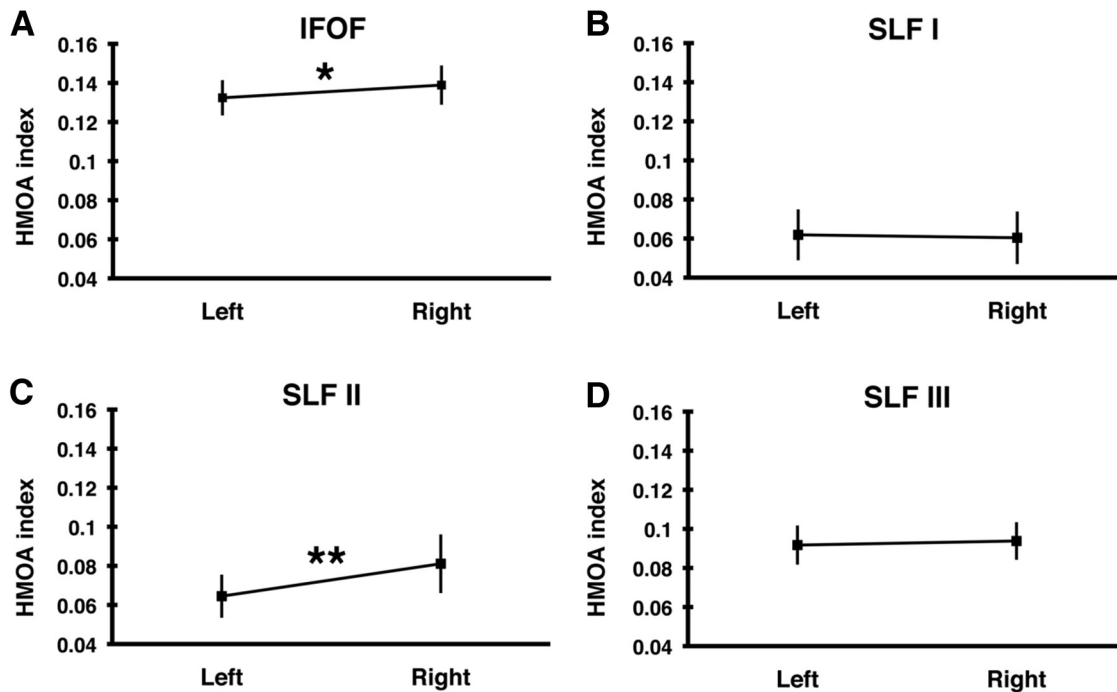 A
IFOF
HMOA index
0.16
0.14
0.12
0.1
0.08
0.06
0.04
*
Left Right
B
SLF I
HMOA index
0.16
0.14
0.12
0.1
0.08
0.06
0.04
Left Right
C
SLF II
HMOA index
0.16
0.14
0.12
0.1
0.08
0.06
0.04
**
Left Right
D
SLF III
HMOA index
0.16
0.14
0.12
0.1
0.08
0.06
0.04
Left Right